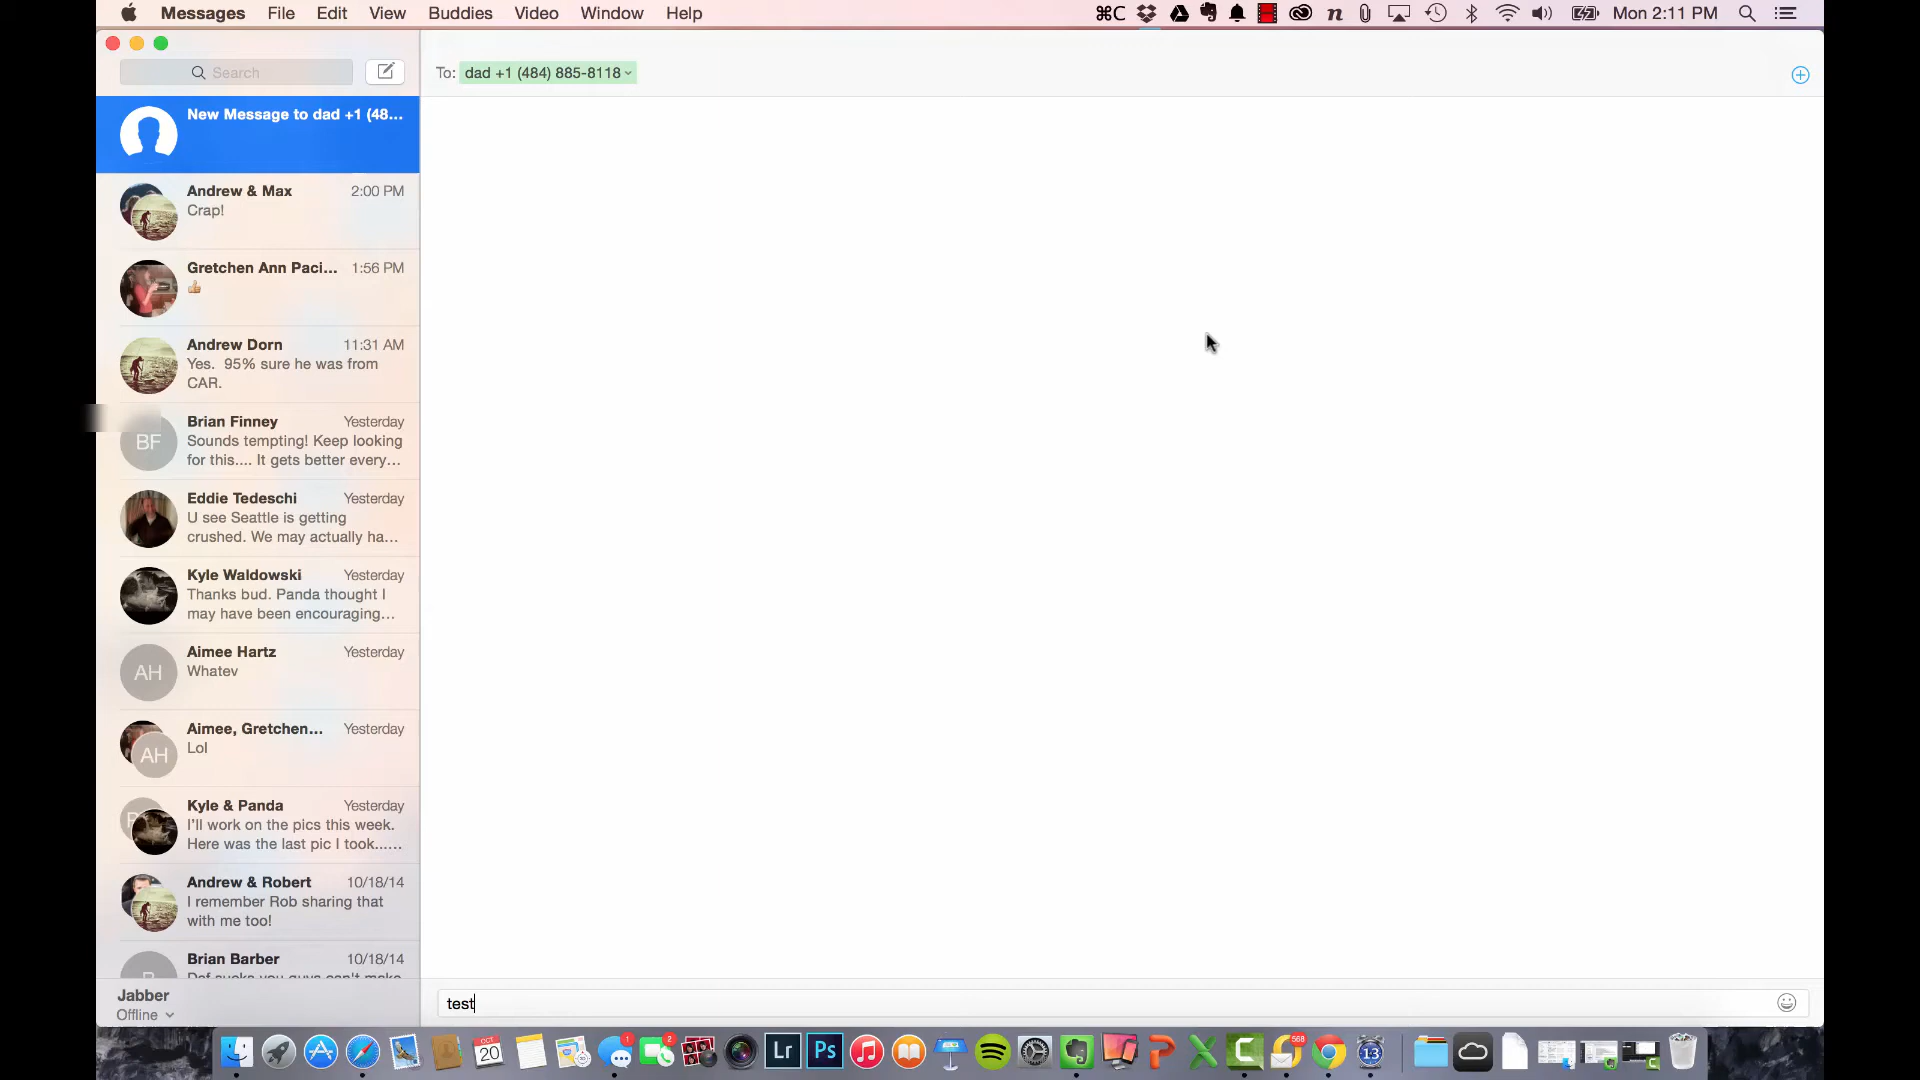 Messages File Edit View Buddies Video Window Help ⌘C Mon 2:11 PM
Search
To: dad +1 (484) 885-8118
New Message to dad +1 (48...
Andrew & Max 2:00 PM
Crap!
Gretchen Ann Paci... 1:56 PM
👍
Andrew Dorn 11:31 AM
Yes. 95% sure he was from
CAR.
BF
Brian Finney Yesterday
Sounds tempting! Keep looking
for this.... It gets better every...
Eddie Tedeschi Yesterday
U see Seattle is getting
crushed. We may actually ha...
Kyle Waldowski Yesterday
Thanks bud. Panda thought I
may have been encouraging...
AH
Aimee Hartz Yesterday
Whatev
AH
Aimee, Gretchen... Yesterday
Lol
Kyle & Panda Yesterday
I'll work on the pics this week.
Here was the last pic I took......
Andrew & Robert 10/18/14
I remember Rob sharing that
with me too!
Brian Barber 10/18/14
Jabber
Offline
test
OCT
20
1
2
Lr
Ps
568
13